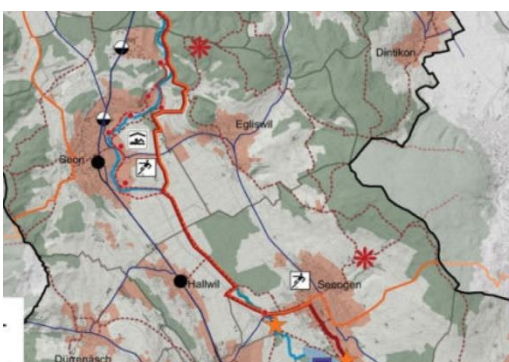 Dintikon
Egliswil
Seon
Seengen
Hallwil
Dürrenäsch